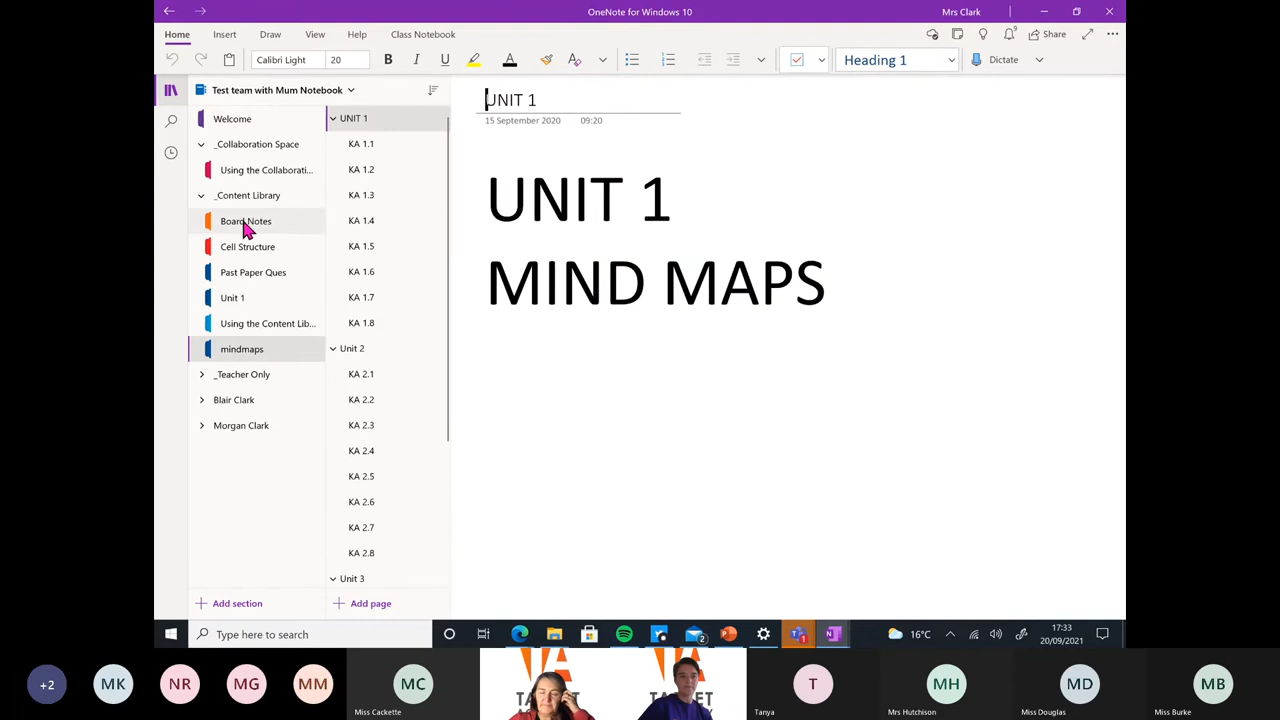 OneNote for Windows 10
Mrs Clark
Home Insert Draw View Help Class Notebook
Share
Calibri Light 20
B I U A A
Heading 1
Dictate
Test team with Mum Notebook
Welcome
_Collaboration Space
Using the Collaborati...
_Content Library
Board Notes
Cell Structure
Past Paper Ques
Unit 1
Using the Content Lib...
mindmaps
_Teacher Only
Blair Clark
Morgan Clark
Add section
UNIT 1
KA 1.1
KA 1.2
KA 1.3
KA 1.4
KA 1.5
KA 1.6
KA 1.7
KA 1.8
Unit 2
KA 2.1
KA 2.2
KA 2.3
KA 2.4
KA 2.5
KA 2.6
KA 2.7
KA 2.8
Unit 3
Add page
UNIT 1
15 September 2020 09:20
UNIT 1
MIND MAPS
Type here to search
16°C
17:33
20/09/2021
+2
MK
NR
MG
MM
MC
Miss Cackette
T
Tanya
MH
Mrs Hutchison
MD
Miss Douglas
MB
Miss Burke